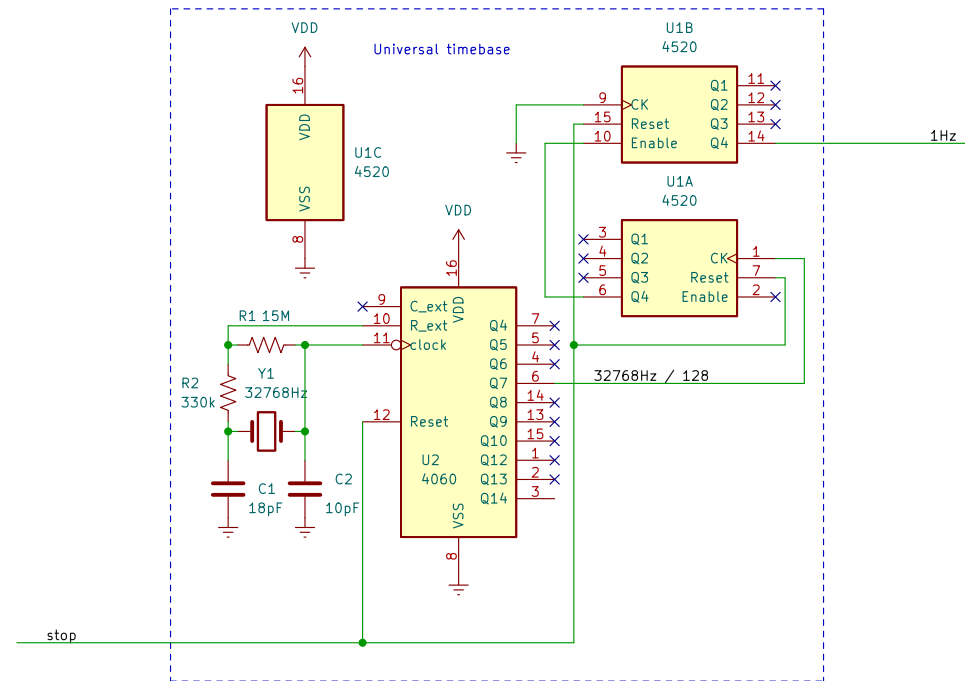 Universal timebase
VDD
16
VDD
VSS
8
U1C
4520
U1B
4520
9
15
10
CK
Reset
Enable
Q1
Q2
Q3
Q4
11
12
13
14
1Hz
U1A
4520
3
4
5
6
Q1
Q2
Q3
Q4
CK
Reset
Enable
1
7
2
VDD
16
VDD
9
10
11
12
C_ext
R_ext
clock
Reset
Q4
Q5
Q6
Q7
Q8
Q9
Q10
Q12
Q13
Q14
7
5
4
6
14
13
15
1
2
3
32768Hz / 128
U2
4060
VSS
8
R1 15M
R2
330k
Y1
32768Hz
C1
18pF
C2
10pF
stop